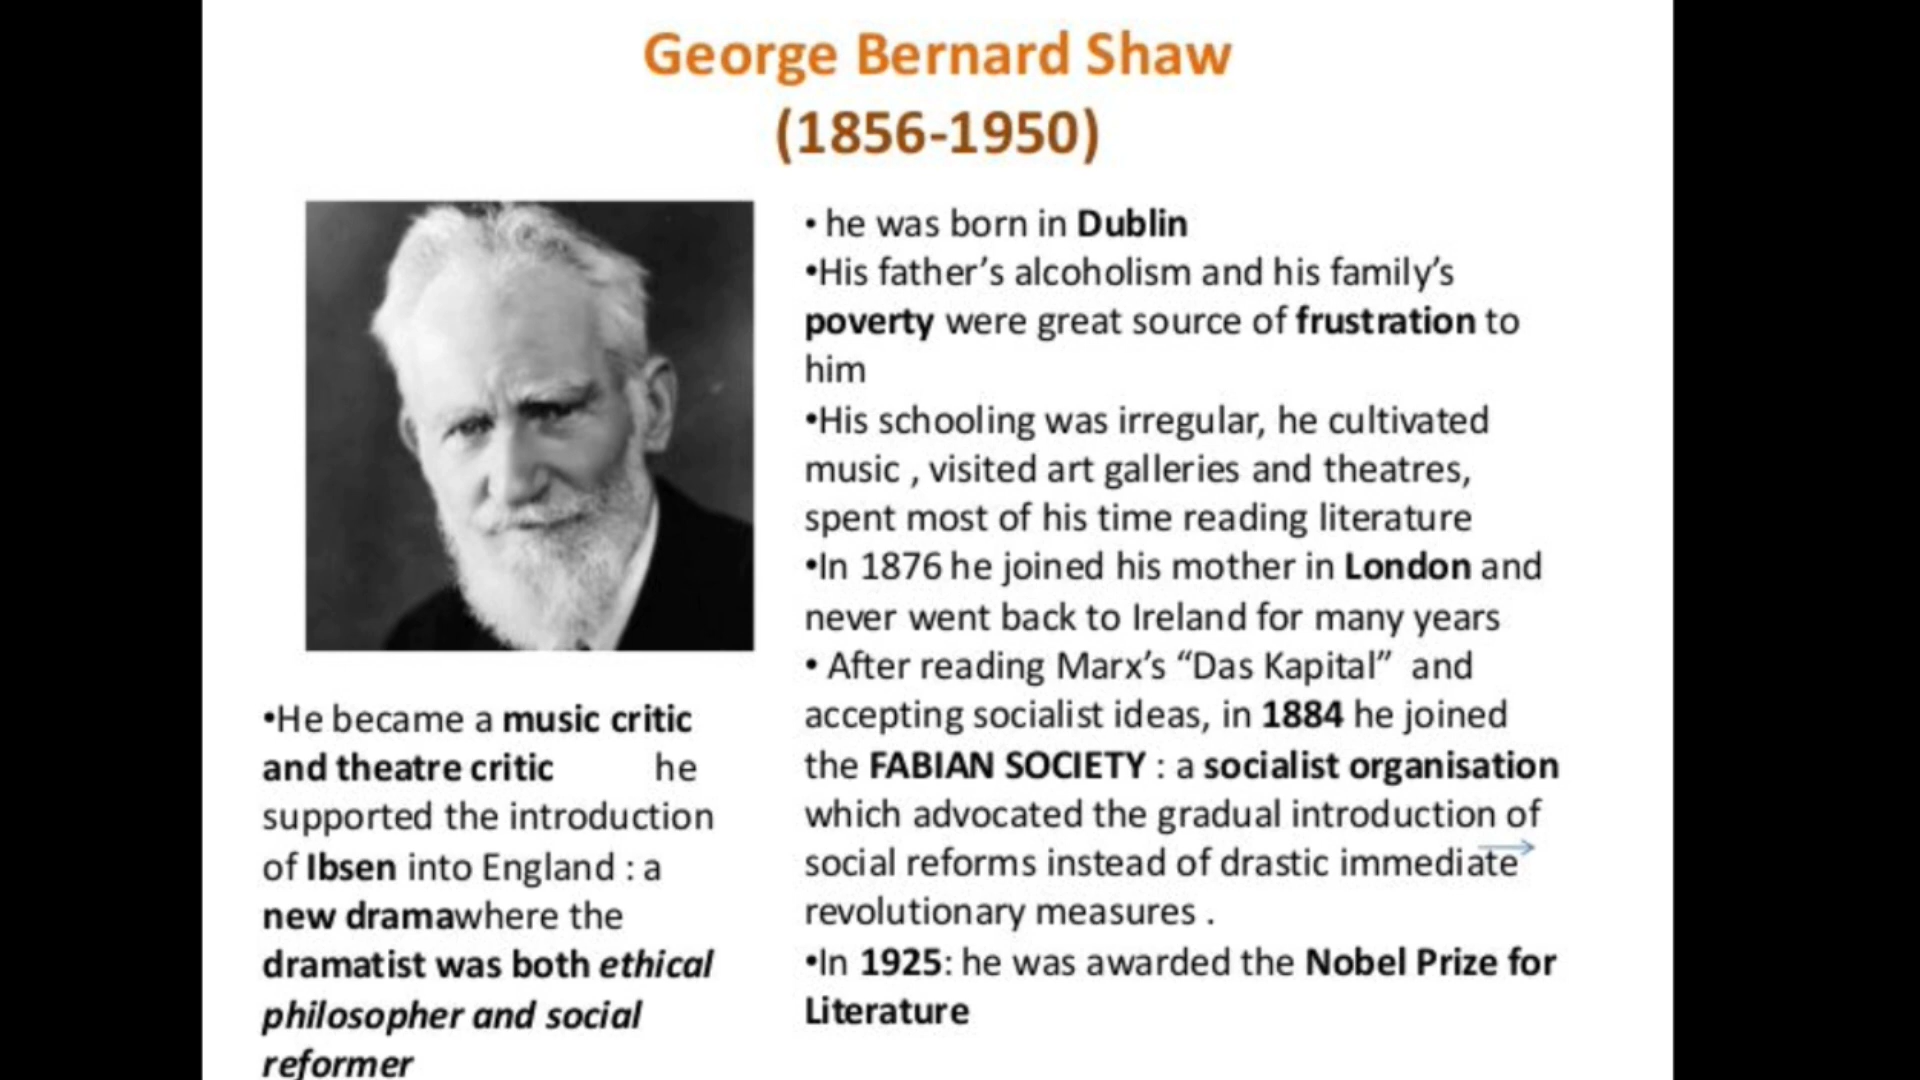 George Bernard Shaw
(1856-1950)
• he was born in Dublin
•His father’s alcoholism and his family’s
poverty were great source of frustration to
him
•His schooling was irregular, he cultivated
music , visited art galleries and theatres,
spent most of his time reading literature
•In 1876 he joined his mother in London and
never went back to Ireland for many years
• After reading Marx’s “Das Kapital” and
accepting socialist ideas, in 1884 he joined
the FABIAN SOCIETY : a socialist organisation
which advocated the gradual introduction of
social reforms instead of drastic immediate
revolutionary measures .
•In 1925: he was awarded the Nobel Prize for
Literature
•He became a music critic
and theatre critic he
supported the introduction
of Ibsen into England : a
new dramawhere the
dramatist was both ethical
philosopher and social
reformer